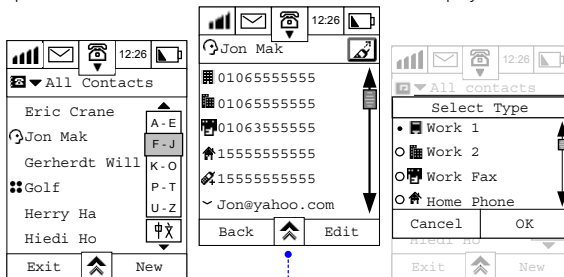 12:26
All Contacts
Eric Crane
Jon Mak
Gerherdt Will
Golf
Herry Ha
Hiedi Ho
A - E
F - J
K - O
P - T
U - Z
中文
Exit
New
12:26
Jon Mak
01065555555
01065555555
01063555555
15555555555
15555555555
Jon@yahoo.com
Back
Edit
12:26
All contacts
Select Type
Work 1
Work 2
Work Fax
Home Phone
Cancel
OK
Hiedi Ho
Exit
New